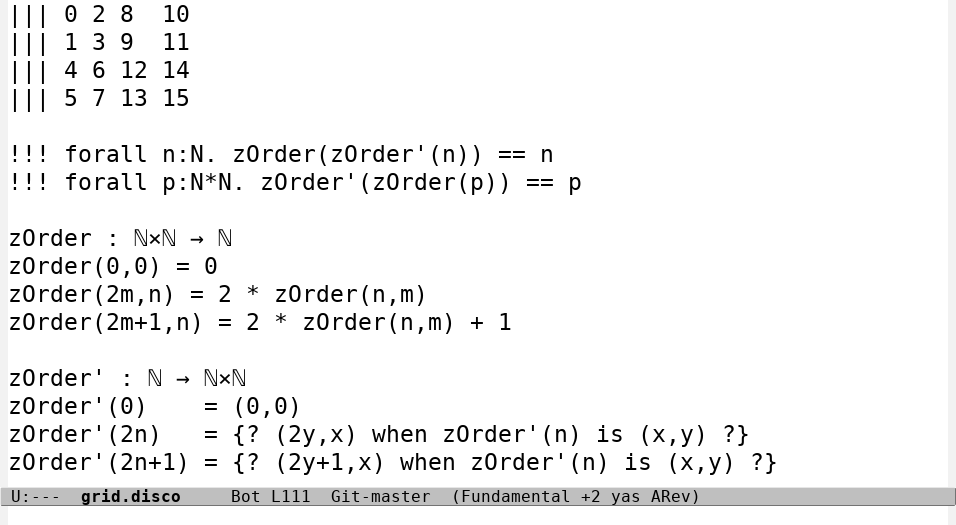 ||| 0 2 8  10
||| 1 3 9  11
||| 4 6 12 14
||| 5 7 13 15
!!! forall n:N. zOrder(zOrder'(n)) == n
!!! forall p:N*N. zOrder'(zOrder(p)) == p
zOrder : ℕ×ℕ → ℕ
zOrder(0,0) = 0
zOrder(2m,n) = 2 * zOrder(n,m)
zOrder(2m+1,n) = 2 * zOrder(n,m) + 1
zOrder' : ℕ → ℕ×ℕ
zOrder'(0)    = (0,0)
zOrder'(2n)   = {? (2y,x) when zOrder'(n) is (x,y) ?}
zOrder'(2n+1) = {? (2y+1,x) when zOrder'(n) is (x,y) ?}
U:---  grid.disco     Bot L111  Git-master  (Fundamental +2 yas ARev)